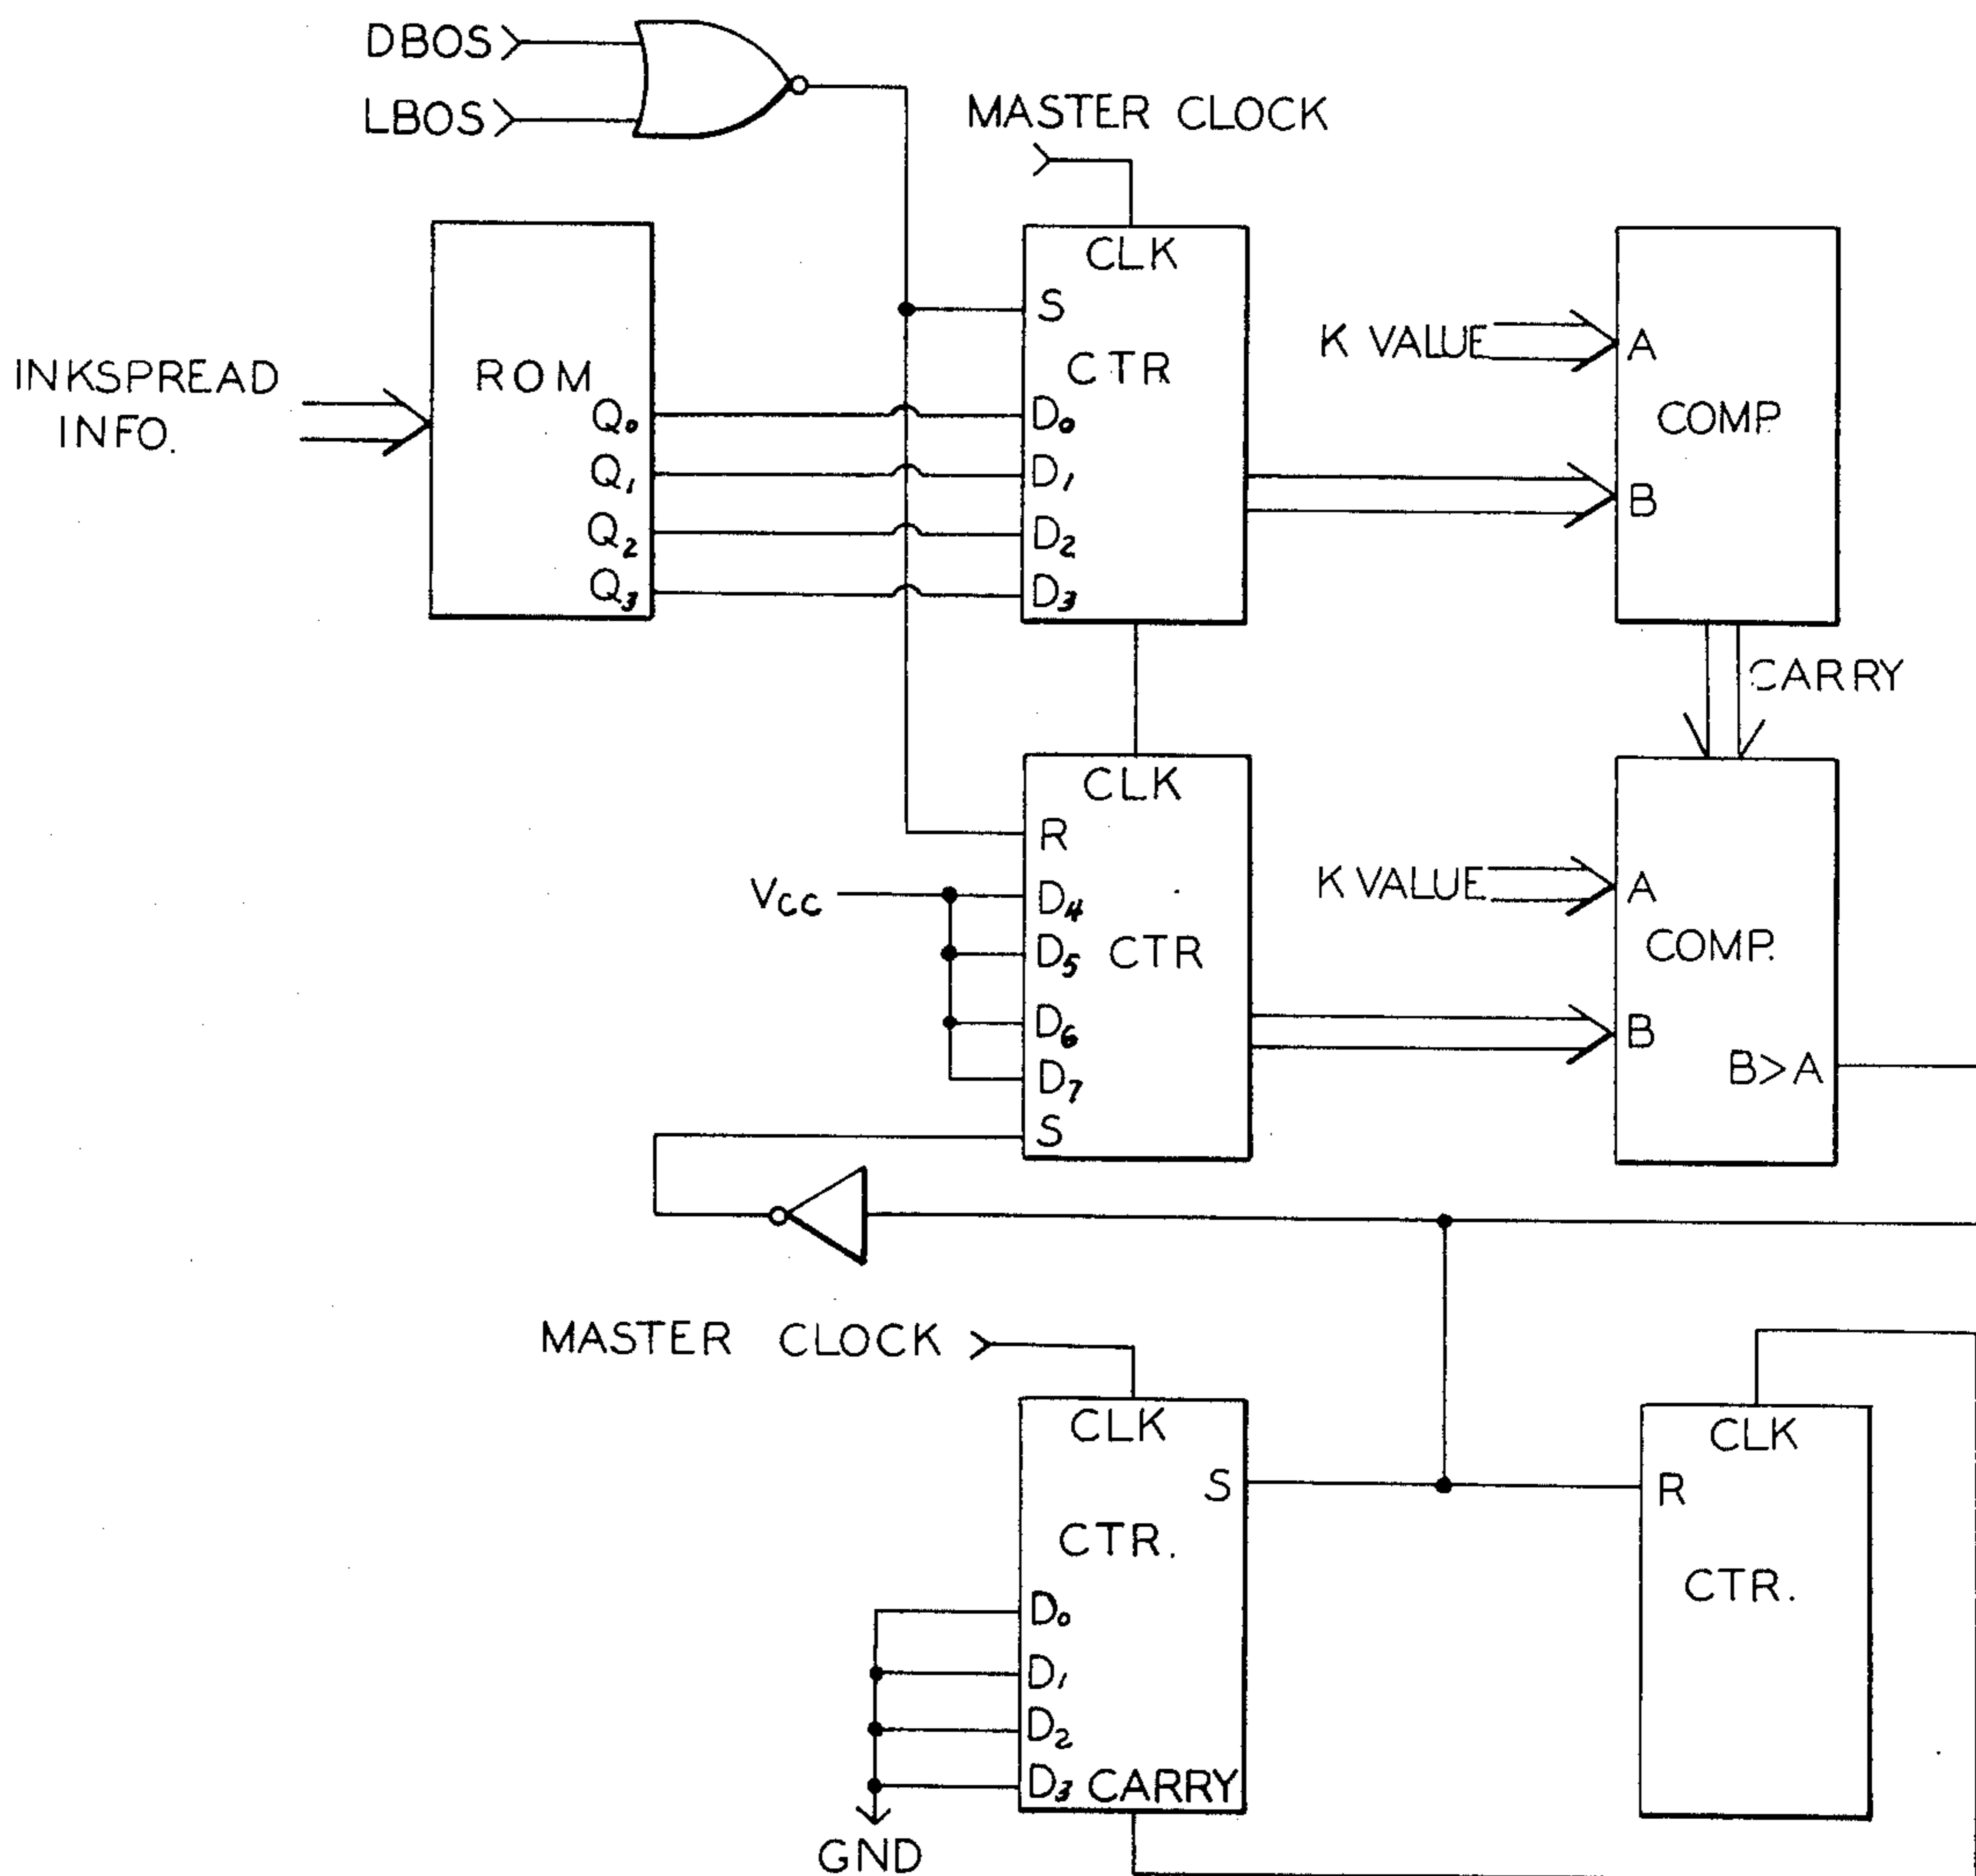 DBOS
LBOS
MASTER CLOCK
INKSPREAD
INFO.
ROM
Q0
Q1
Q2
Q3
CLK
S
CTR
D0
D1
D2
D3
K VALUE
A
COMP.
B
CARRY
CLK
R
VCC
D4
D5
CTR
D6
D7
S
K VALUE
A
COMP.
B
B>A
MASTER CLOCK
CLK
S
CTR.
D0
D1
D2
D3 CARRY
GND
CLK
R
CTR.